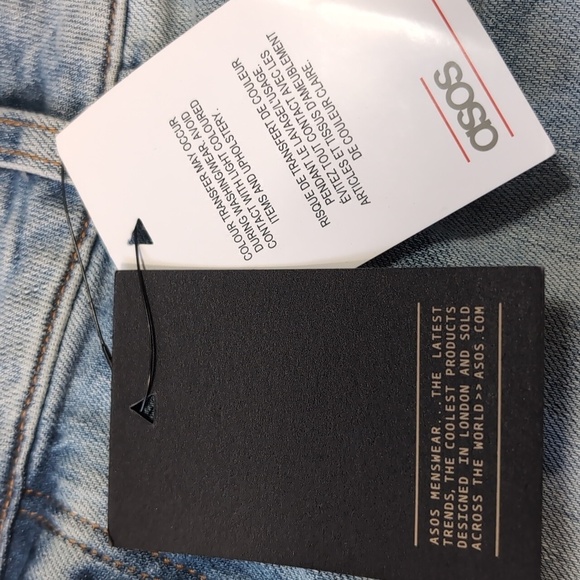 asos
COLOUR TRANSFER MAY OCCUR
DURING WASHING/WEAR. AVOID
CONTACT WITH LIGHT COLOURED
ITEMS AND UPHOLSTERY.
RISQUE DE TRANSFERT DE COULEUR
PENDANT LE LAVAGE/L'USAGE.
ÉVITEZ TOUT CONTACT AVEC LES
ARTICLES ET TISSUS D'AMEUBLEMENT
DE COULEUR CLAIRE.
ASOS MENSWEAR...THE LATEST
TRENDS, THE COOLEST PRODUCTS
DESIGNED IN LONDON AND SOLD
ACROSS THE WORLD>>ASOS.COM